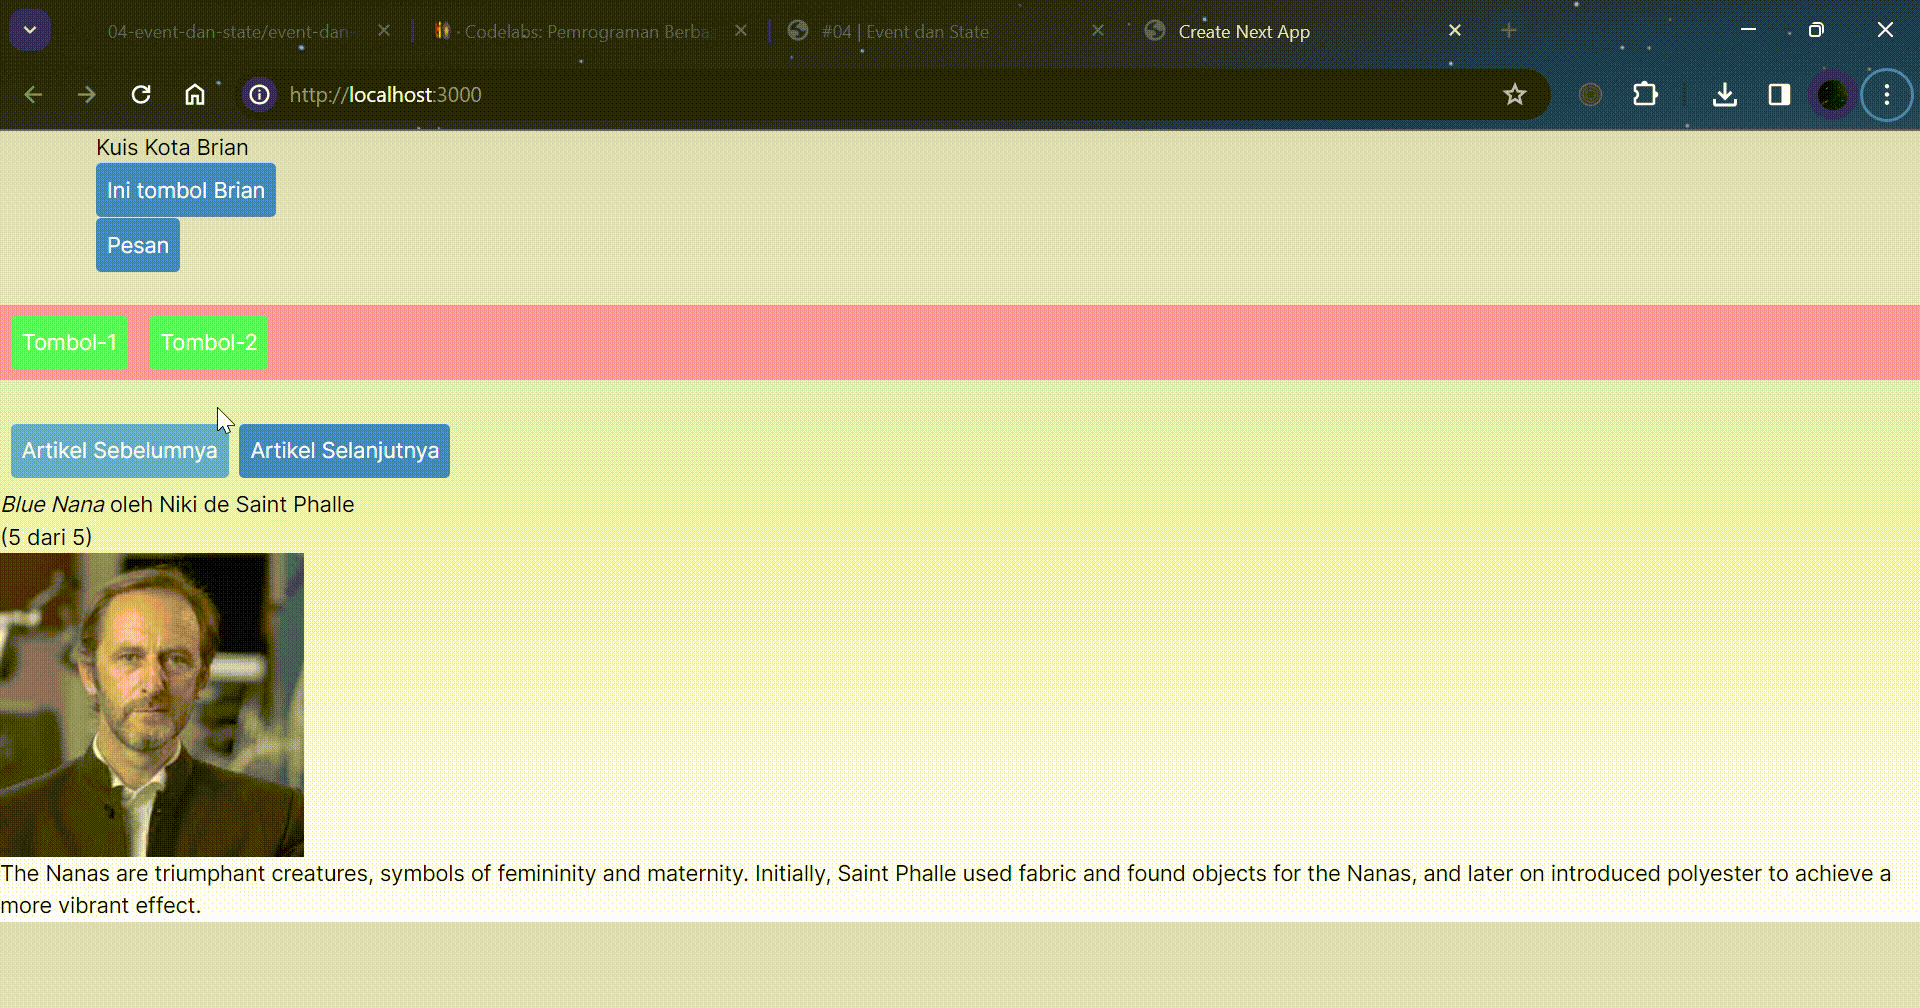 04-event-dan-state/event-dan-
· Codelabs: Pemrograman Berba
#04 | Event dan State
Create Next App
http://localhost:3000
Kuis Kota Brian
Ini tombol Brian
Pesan
Tombol-1
Tombol-2
Artikel Sebelumnya
Artikel Selanjutnya
Blue Nana oleh Niki de Saint Phalle
(5 dari 5)
The Nanas are triumphant creatures, symbols of femininity and maternity. Initially, Saint Phalle used fabric and found objects for the Nanas, and later on introduced polyester to achieve a
more vibrant effect.